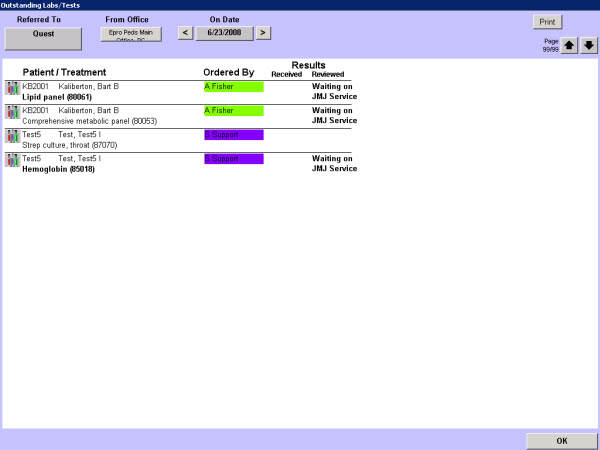 Outstanding Labs/Tests
Referred To
From Office
On Date
Print
Quest
Epro Peds Main
Office, PC
<
6/23/2008
>
Page
99/99
Patient / Treatment
Ordered By
Results
Received
Reviewed
KB2001 Kaliberton, Bart B
A Fisher
Waiting on
Lipid panel (80061)
JMJ Service
KB2001 Kaliberton, Bart B
A Fisher
Waiting on
Comprehensive metabolic panel (80053)
JMJ Service
Test5 Test, Test5 I
S Support
Strep culture, throat (87070)
Test5 Test, Test5 I
S Support
Waiting on
Hemoglobin (85018)
JMJ Service
OK